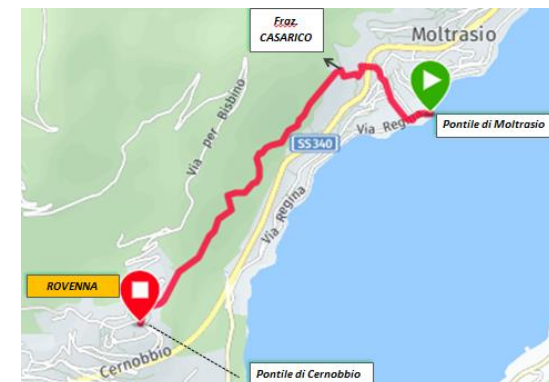 Fraz.
CASARICO
Moltrasio
Pontile di Moltrasio
Via Reg
Via per Bisbino
SS340
Via Regina
ROVENNA
Cernobbio
Pontile di Cernobbio